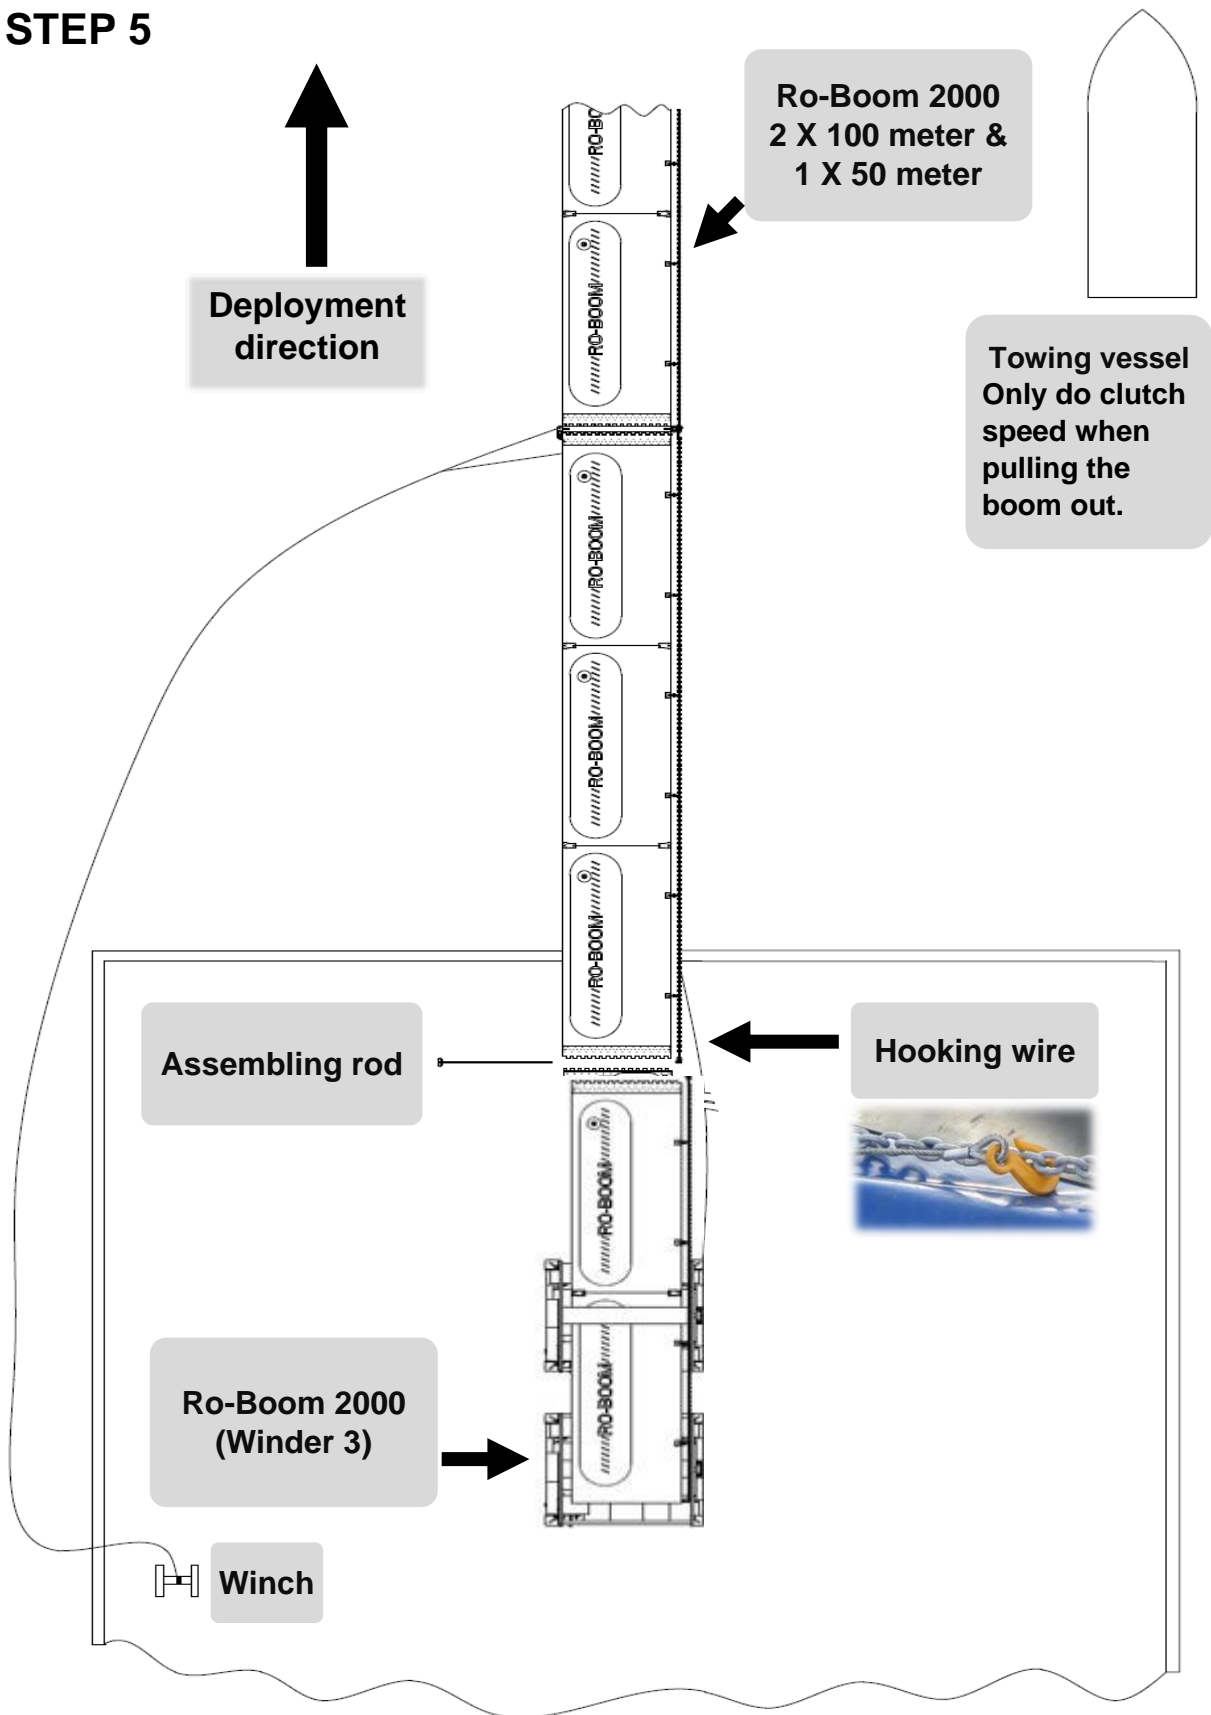 STEP 5
Ro-Boom 2000
2 X 100 meter &
1 X 50 meter
Deployment
direction
Towing vessel
Only do clutch
speed when
pulling the
boom out.
RO-BO
RO-BOOM
RO-BOOM
RO-BOOM
RO-BOOM
Assembling rod
Hooking wire
RO-BOOM
RO-BOOM
Ro-Boom 2000
(Winder 3)
Winch